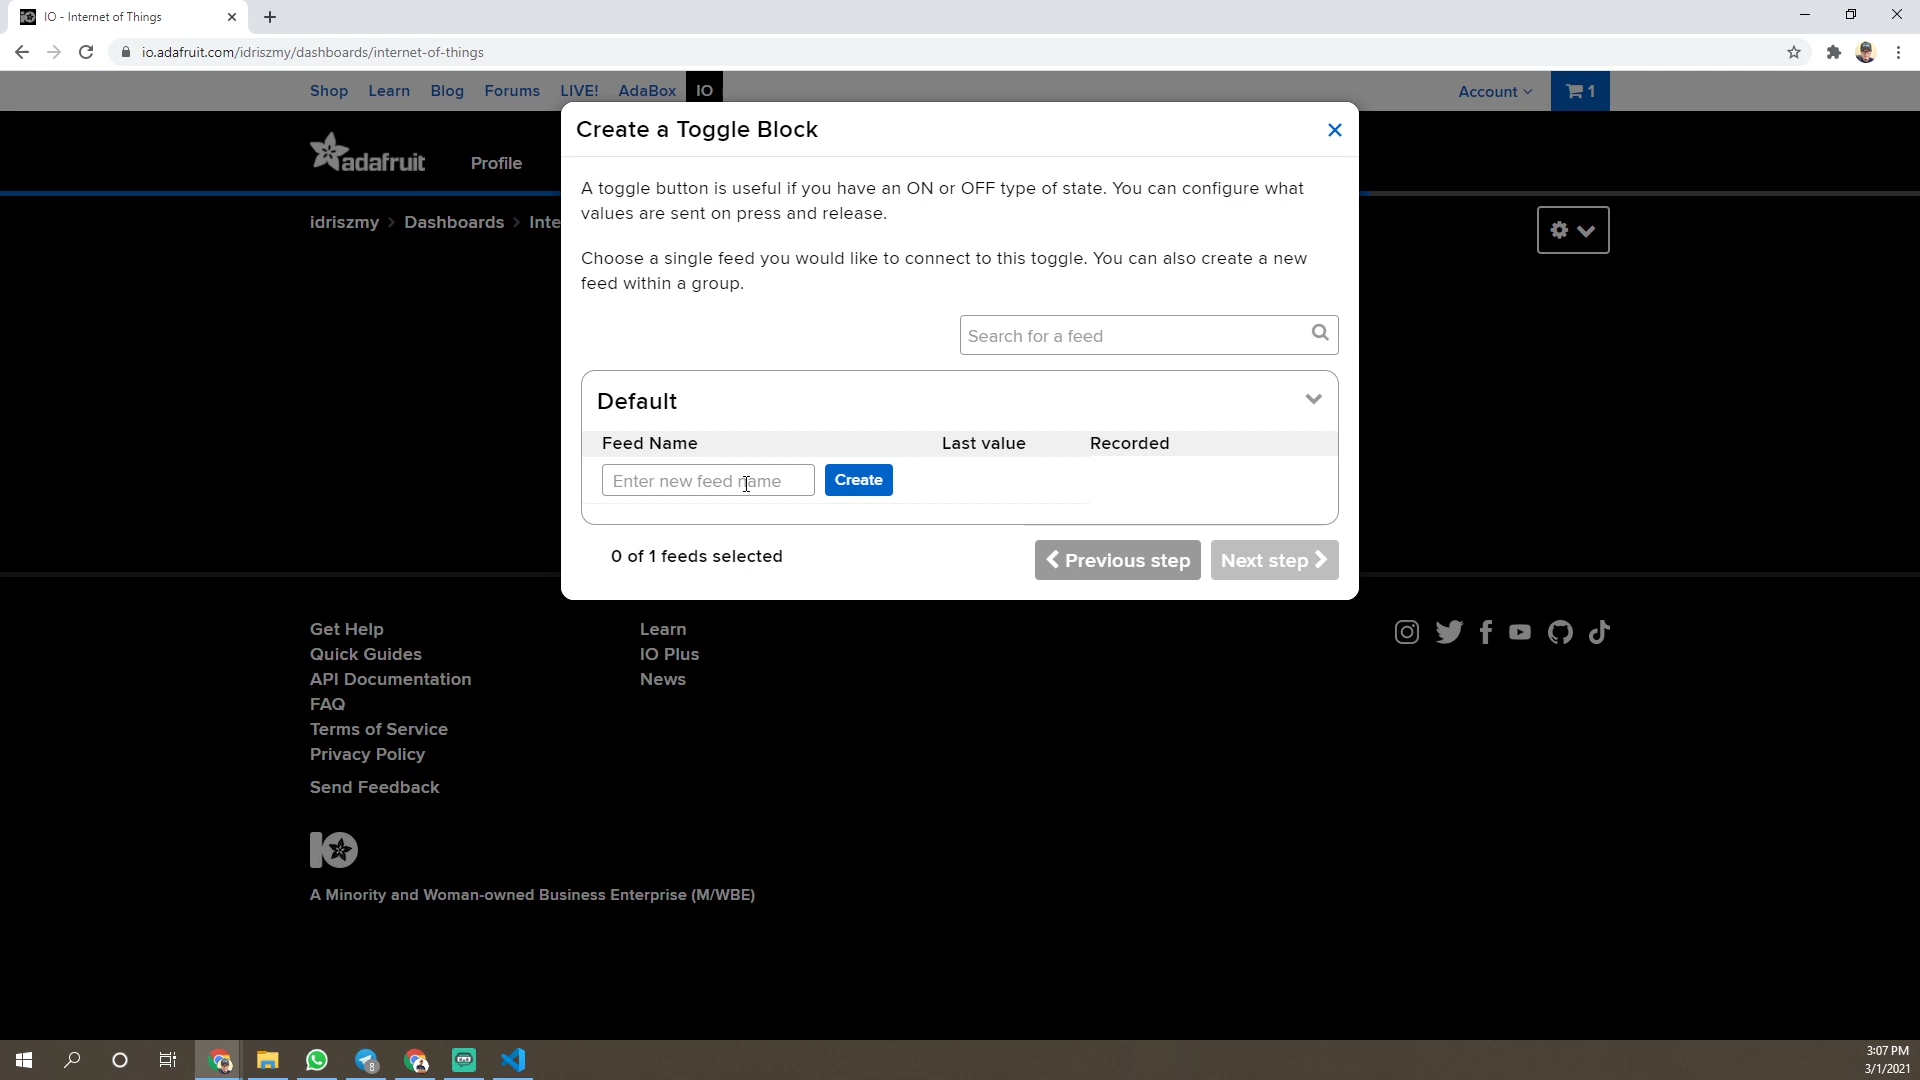 IO - Internet of Things
io.adafruit.com/idriszmy/dashboards/internet-of-things
Shop Learn Blog Forums LIVE! AdaBox IO Account 1
adafruit Profile
idriszmy > Dashboards > Inte
Create a Toggle Block
A toggle button is useful if you have an ON or OFF type of state. You can configure what
values are sent on press and release.
Choose a single feed you would like to connect to this toggle. You can also create a new
feed within a group.
Search for a feed
Default
Feed Name Last value Recorded
Enter new feed name Create
0 of 1 feeds selected
Previous step Next step
Get Help Learn
Quick Guides IO Plus
API Documentation News
FAQ
Terms of Service
Privacy Policy
Send Feedback
IO
A Minority and Woman-owned Business Enterprise (M/WBE)
8
3:07 PM
3/1/2021